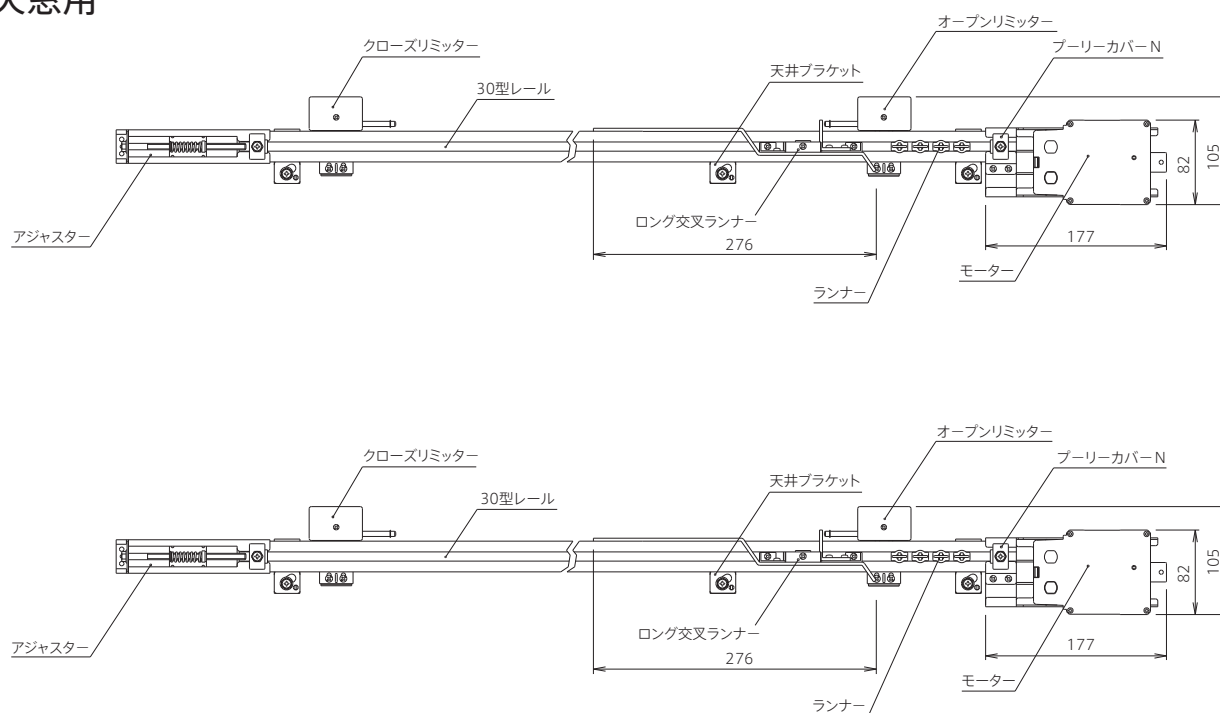 天窓用
オープンリミッター
クローズリミッター
プーリーカバーN
天井ブラケット
30型レール
82
105
ロング交叉ランナー
アジャスター
276
177
モーター
ランナー
オープンリミッター
クローズリミッター
プーリーカバーN
天井ブラケット
30型レール
82
105
ロング交叉ランナー
アジャスター
276
177
モーター
ランナー